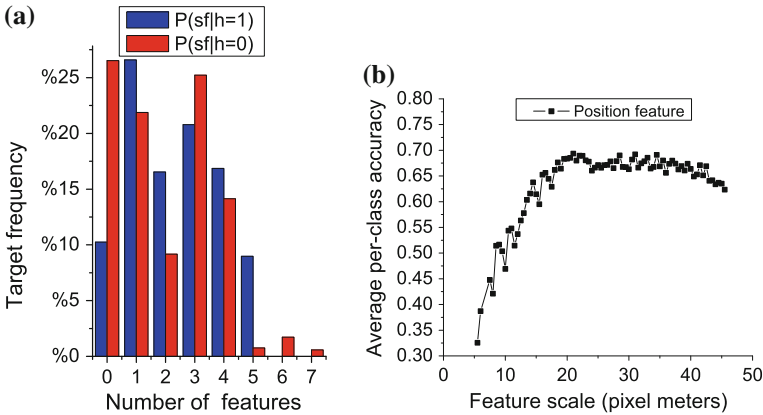 (a)
P(sf|h=1)
P(sf|h=0)
%25
%20
%15
%10
%5
%0
Target frequency
0 1 2 3 4 5 6 7
Number of features
(b)
Position feature
0.80
0.75
0.70
0.65
0.60
0.55
0.50
0.45
0.40
0.35
0.30
Average per-class accuracy
0 10 20 30 40 50
Feature scale (pixel meters)